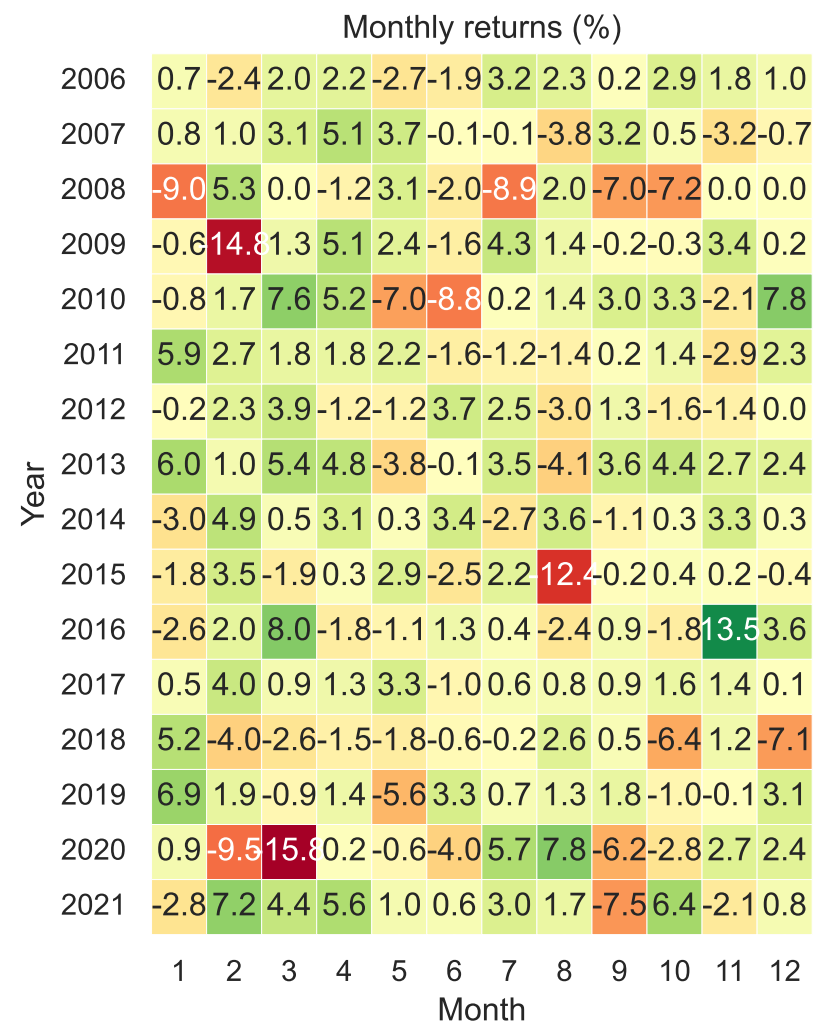 Monthly returns (%)
2006 0.7 -2.4 2.0 2.2 -2.7 -1.9 3.2 2.3 0.2 2.9 1.8 1.0
2007 0.8 1.0 3.1 5.1 3.7 -0.1 -0.1 -3.8 3.2 0.5 -3.2 -0.7
2008 -9.0 5.3 0.0 -1.2 3.1 -2.0 -8.9 2.0 -7.0 -7.2 0.0 0.0
2009 -0.6 14.8 1.3 5.1 2.4 -1.6 4.3 1.4 -0.2 -0.3 3.4 0.2
2010 -0.8 1.7 7.6 5.2 -7.0 -8.8 0.2 1.4 3.0 3.3 -2.1 7.8
2011 5.9 2.7 1.8 1.8 2.2 -1.6 -1.2 -1.4 0.2 1.4 -2.9 2.3
2012 -0.2 2.3 3.9 -1.2 -1.2 3.7 2.5 -3.0 1.3 -1.6 -1.4 0.0
2013 6.0 1.0 5.4 4.8 -3.8 -0.1 3.5 -4.1 3.6 4.4 2.7 2.4
2014 -3.0 4.9 0.5 3.1 0.3 3.4 -2.7 3.6 -1.1 0.3 3.3 0.3
2015 -1.8 3.5 -1.9 0.3 2.9 -2.5 2.2 -12.4 -0.2 0.4 0.2 -0.4
2016 -2.6 2.0 8.0 -1.8 -1.1 1.3 0.4 -2.4 0.9 -1.8 13.5 3.6
2017 0.5 4.0 0.9 1.3 3.3 -1.0 0.6 0.8 0.9 1.6 1.4 0.1
2018 5.2 -4.0 -2.6 -1.5 -1.8 -0.6 -0.2 2.6 0.5 -6.4 1.2 -7.1
2019 6.9 1.9 -0.9 1.4 -5.6 3.3 0.7 1.3 1.8 -1.0 -0.1 3.1
2020 0.9 -9.5 -15.8 0.2 -0.6 -4.0 5.7 7.8 -6.2 -2.8 2.7 2.4
2021 -2.8 7.2 4.4 5.6 1.0 0.6 3.0 1.7 -7.5 6.4 -2.1 0.8
1 2 3 4 5 6 7 8 9 10 11 12
Month
Year